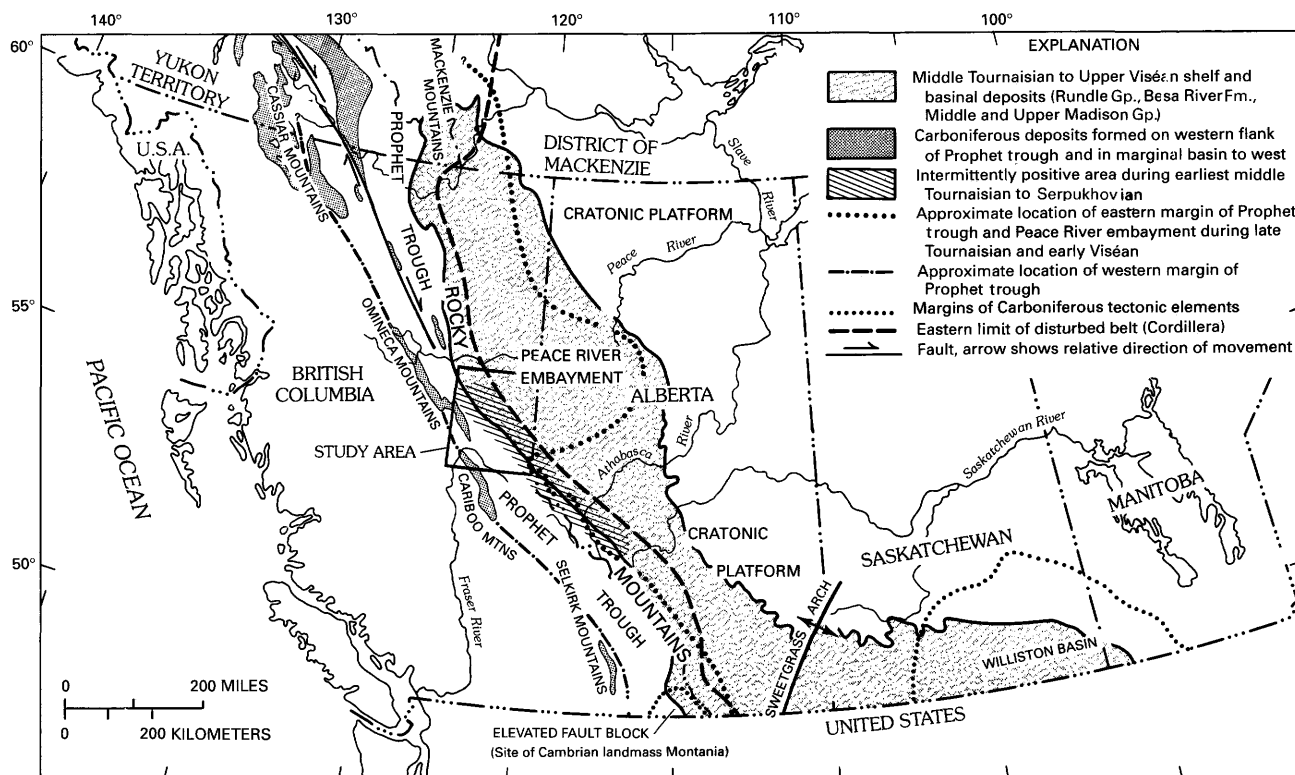 140°
130°
120°
110°
100°
60°
55°
50°
EXPLANATION
Middle Tournaisian to Upper Viséan shelf and
basinal deposits (Rundle Gp., Besa River Fm.,
Middle and Upper Madison Gp.)
Carboniferous deposits formed on western flank
of Prophet trough and in marginal basin to west
Intermittently positive area during earliest middle
Tournaisian to Serpukhovian
Approximate location of eastern margin of Prophet
trough and Peace River embayment during late
Tournaisian and early Viséan
Approximate location of western margin of
Prophet trough
Margins of Carboniferous tectonic elements
Eastern limit of disturbed belt (Cordillera)
Fault, arrow shows relative direction of movement
YUKON
TERRITORY
U.S.A.
CASSIAR MOUNTAINS
PROPHET
TROUGH
MACKENZIE
MOUNTAINS
?
DISTRICT OF
MACKENZIE
Slave
River
CRATONIC PLATFORM
Peace River
ROCKY
OMINECA MOUNTAINS
PEACE RIVER
EMBAYMENT
BRITISH
COLUMBIA
ALBERTA
PACIFIC OCEAN
STUDY AREA
Athabasca
River
Saskatchewan River
MANITOBA
CARIBOO MTNS
PROPHET
TROUGH
CRATONIC
PLATFORM
SASKATCHEWAN
Fraser River
SELKIRK MOUNTAINS
MOUNTAINS
SWEETGRASS ARCH
WILLISTON BASIN
0 200 MILES
0 200 KILOMETERS
ELEVATED FAULT BLOCK
(Site of Cambrian landmass Montania)
UNITED STATES